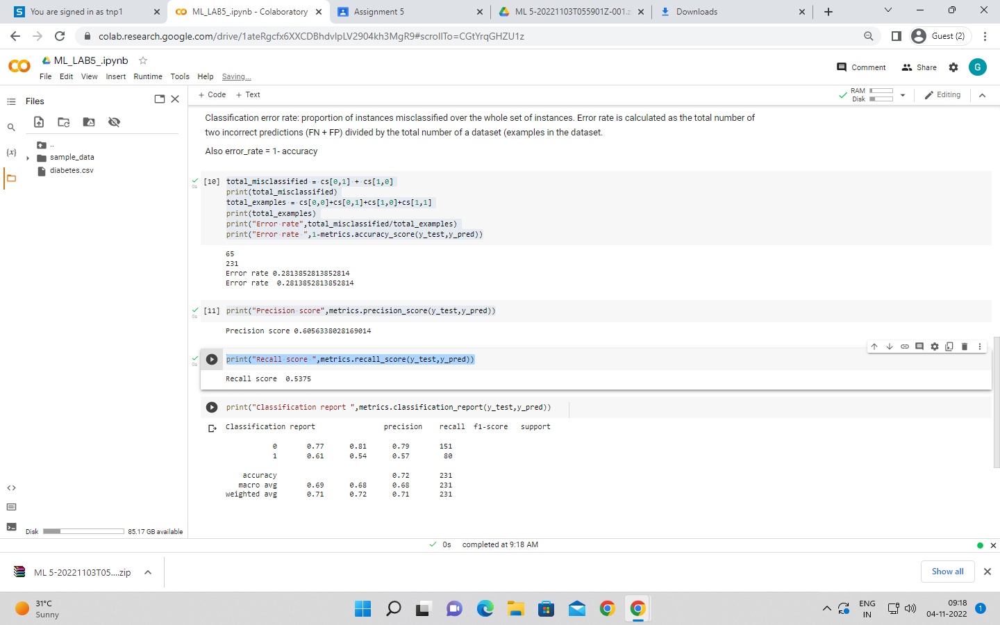 You are signed in as tnp1
ML_LAB5_.ipynb - Colaboratory
Assignment 5
ML 5-20221103T055901Z-001.z
Downloads
colab.research.google.com/drive/1ateRgcfx6XXCDBhdvIpLV2904kh3MgR9#scrollTo=CGtYrqGHZU1z
Guest (2)
ML_LAB5_.ipynb
File Edit View Insert Runtime Tools Help Saving...
Comment Share G
Files
+ Code + Text
RAM
Disk
Editing
..
sample_data
diabetes.csv
Classification error rate: proportion of instances misclassified over the whole set of instances. Error rate is calculated as the total number of
two incorrect predictions (FN + FP) divided by the total number of a dataset (examples in the dataset.
Also error_rate = 1- accuracy
0s [10] total_misclassified = cs[0,1] + cs[1,0]
print(total_misclassified)
total_examples = cs[0,0]+cs[0,1]+cs[1,0]+cs[1,1]
print(total_examples)
print("Error rate",total_misclassified/total_examples)
print("Error rate ",1-metrics.accuracy_score(y_test,y_pred))
65
231
Error rate 0.2813852813852814
Error rate  0.2813852813852814
0s [11] print("Precision score",metrics.precision_score(y_test,y_pred))
Precision score 0.6056338028169014
0s print("Recall score ",metrics.recall_score(y_test,y_pred))
Recall score  0.5375
print("Classification report ",metrics.classification_report(y_test,y_pred))
Classification report precision recall f1-score support
0 0.77 0.81 0.79 151
1 0.61 0.54 0.57 80
accuracy 0.72 231
macro avg 0.69 0.68 0.68 231
weighted avg 0.71 0.72 0.71 231
Disk 85.17 GB available
0s completed at 9:18 AM
ML 5-20221103T05....zip
Show all
31°C
Sunny
ENG
IN
09:18
04-11-2022
1